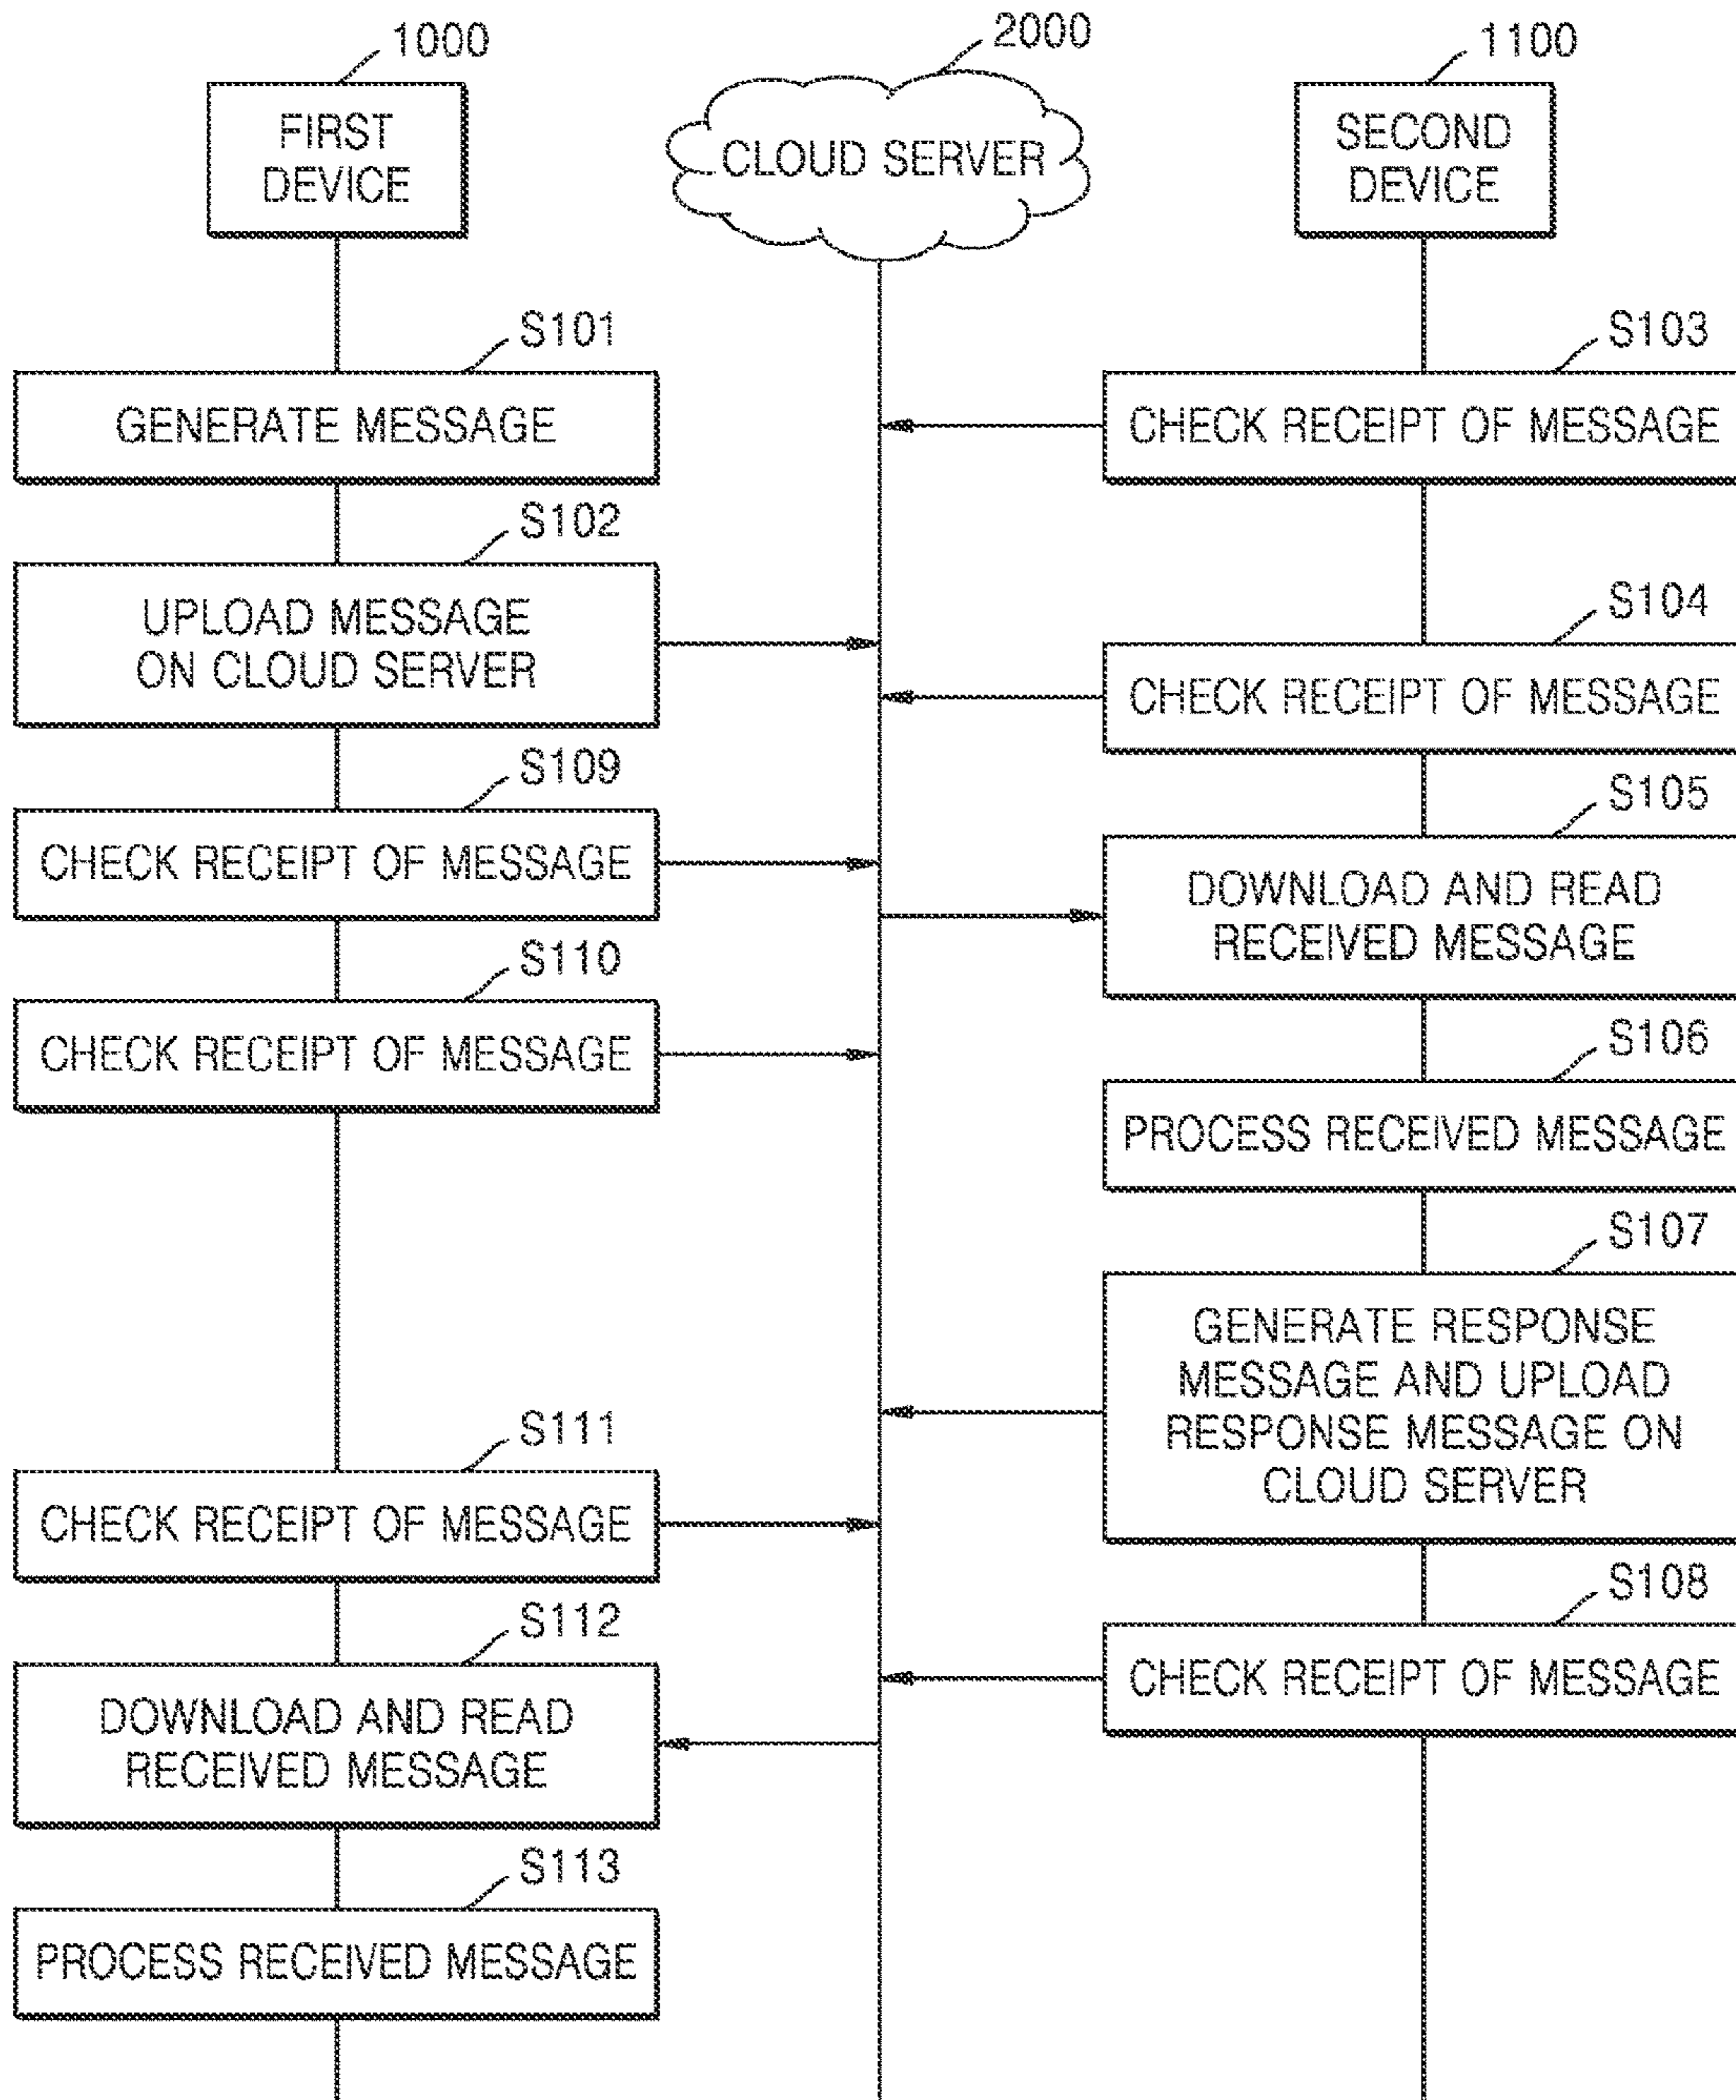 1000
2000
1100
FIRST
DEVICE
CLOUD SERVER
SECOND
DEVICE
S101
GENERATE MESSAGE
S103
CHECK RECEIPT OF MESSAGE
S102
UPLOAD MESSAGE
ON CLOUD SERVER
S104
CHECK RECEIPT OF MESSAGE
S109
CHECK RECEIPT OF MESSAGE
S105
DOWNLOAD AND READ
RECEIVED MESSAGE
S110
CHECK RECEIPT OF MESSAGE
S106
PROCESS RECEIVED MESSAGE
S107
GENERATE RESPONSE
MESSAGE AND UPLOAD
RESPONSE MESSAGE ON
CLOUD SERVER
S111
CHECK RECEIPT OF MESSAGE
S108
CHECK RECEIPT OF MESSAGE
S112
DOWNLOAD AND READ
RECEIVED MESSAGE
S113
PROCESS RECEIVED MESSAGE